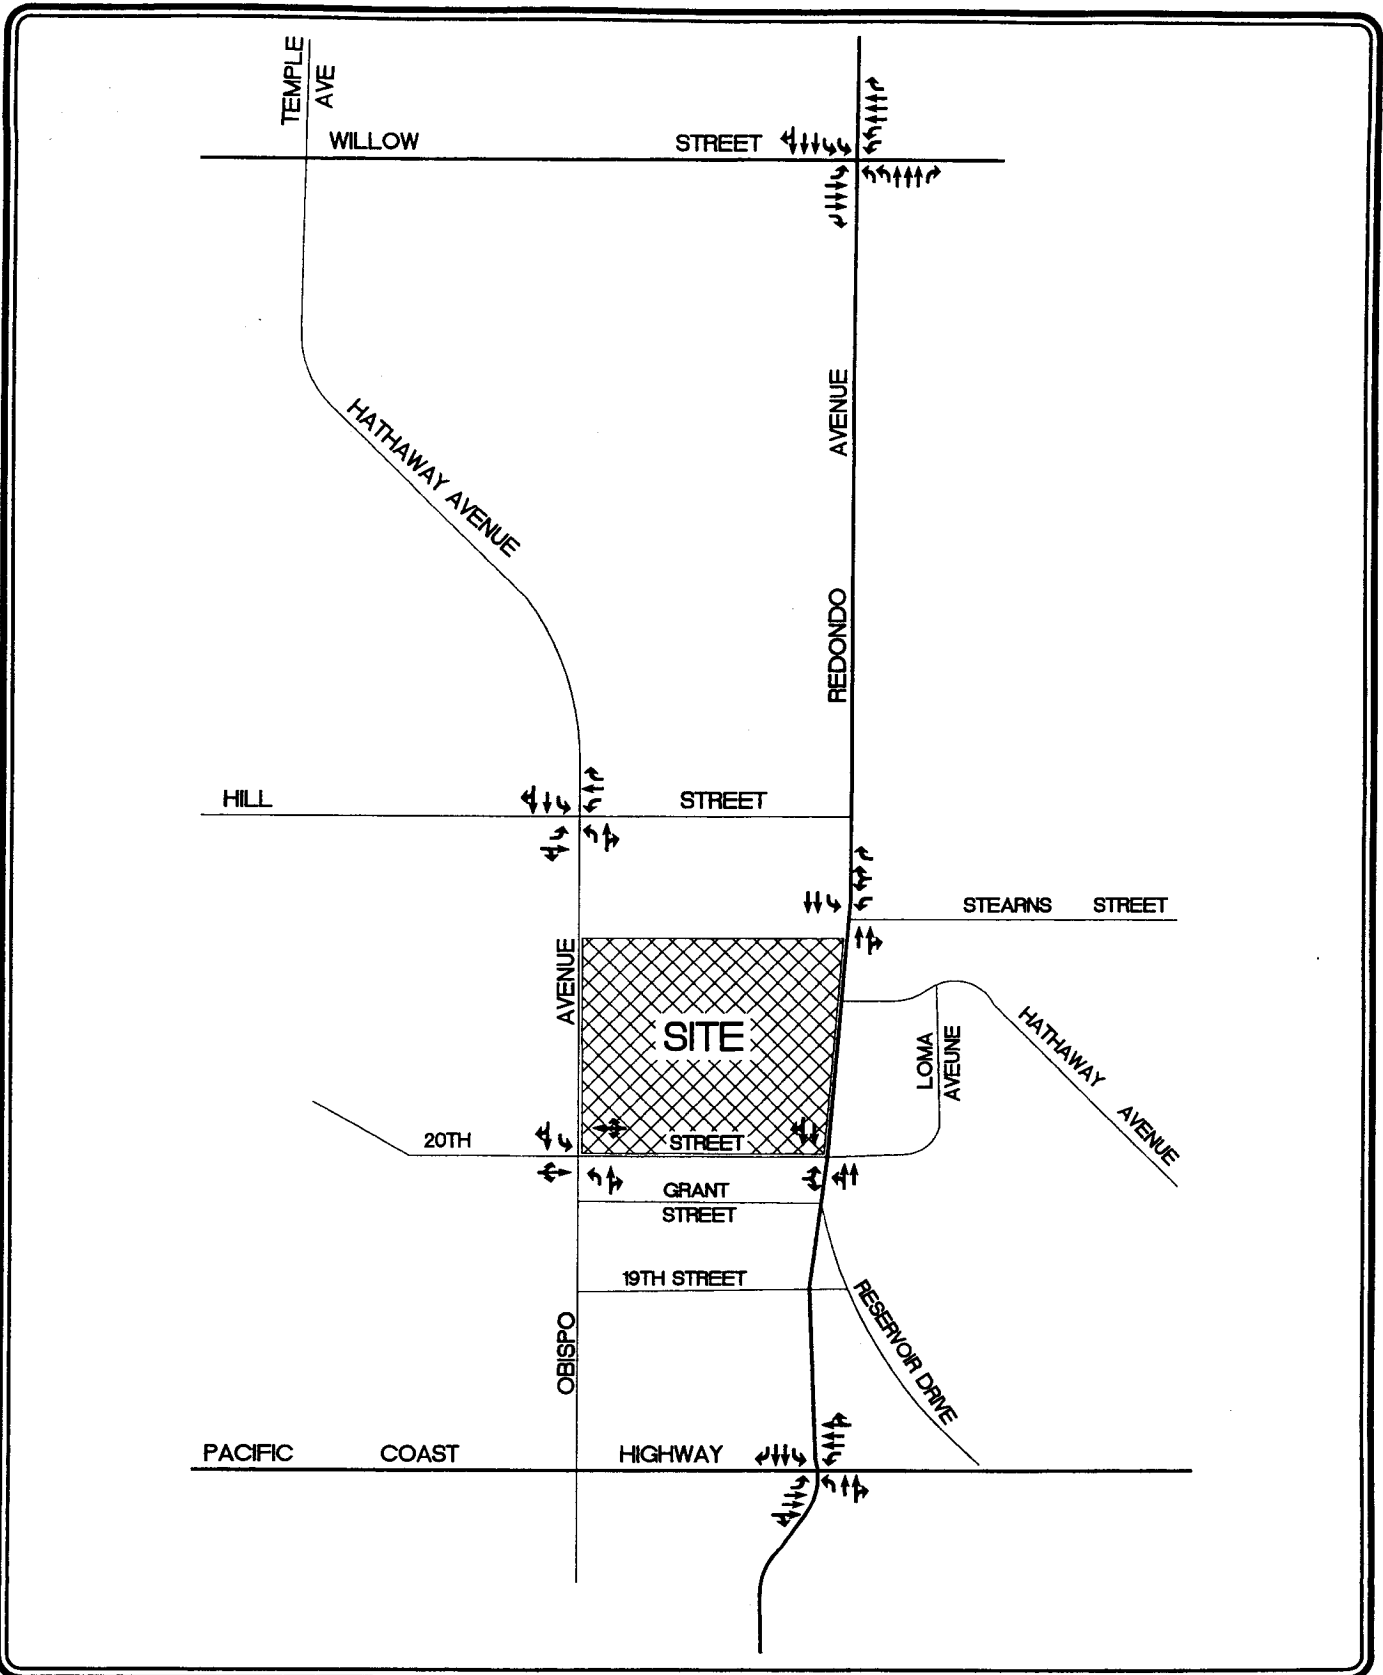 TEMPLE
AVE
WILLOW STREET
HATHAWAY AVENUE
AVENUE
REDONDO
HILL STREET
STEARNS STREET
AVENUE
SITE
HATHAWAY AVENUE
LOMA
AVEUNE
20TH STREET
GRANT
STREET
19TH STREET
RESERVOIR DRIVE
OBISPO
PACIFIC COAST HIGHWAY